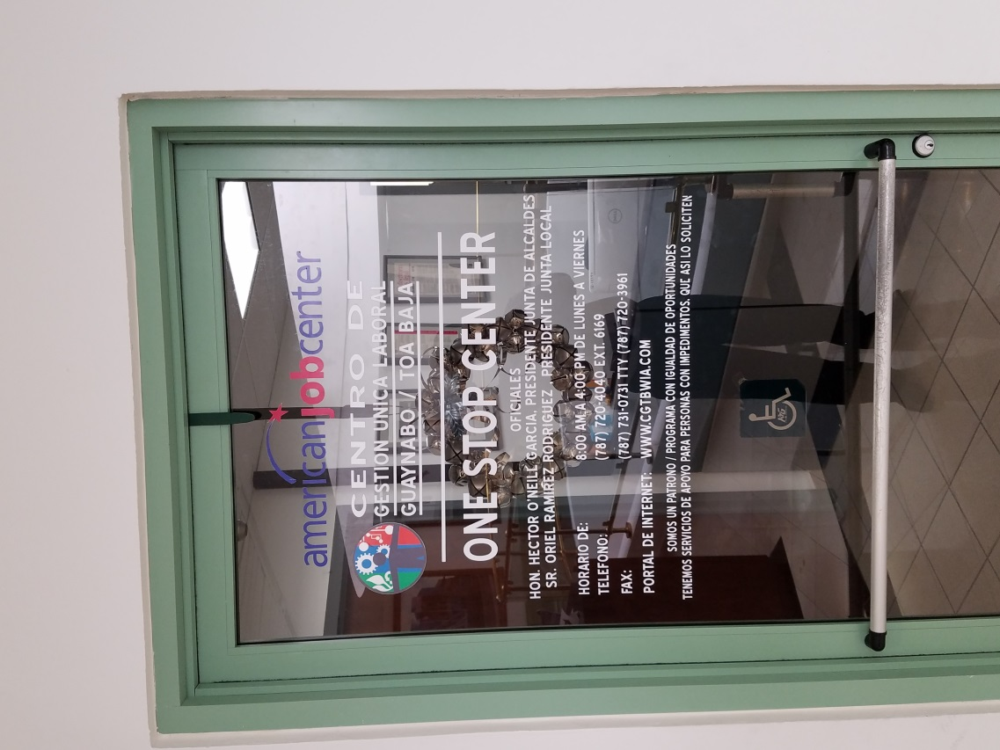 americanjobcenter
CENTRO DE
GESTION UNICA LABORAL
GUAYNABO / TOA BAJA
ONE STOP CENTER
OFICIALES
HON. HECTOR O'NEILL GARCIA, PRESIDENTE JUNTA DE ALCALDES
SR. ORIEL RAMIREZ RODRIGUEZ PRESIDENTE JUNTA LOCAL
HORARIO DE: 8:00 AM A 4:00 PM DE LUNES A VIERNES
TELEFONO: (787) 720-4040 EXT. 6169
FAX: (787) 731-0731 TTY (787) 720-3961
PORTAL DE INTERNET: WWW.CGTBWIA.COM
SOMOS UN PATRONO / PROGRAMA CON IGUALDAD DE OPORTUNIDADES
TENEMOS SERVICIOS DE APOYO PARA PERSONAS CON IMPEDIMENTOS, QUE ASI LO SOLICITEN